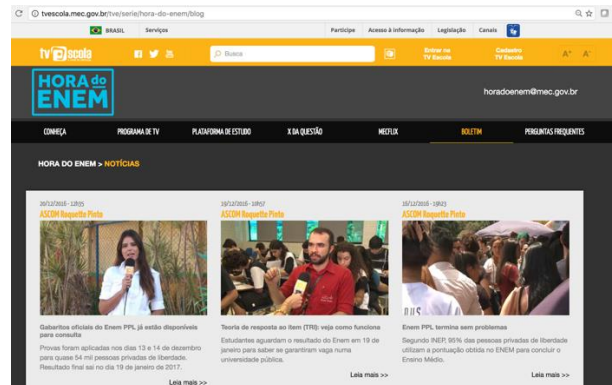 tvescola.mec.gov.br/tve/serie/hora-do-enem/blog
BRASIL Serviços Participe Acesso à informação Legislação Canais
tv escola Busca Entrar no TV Escola Cadastro TV Escola A+ A-
HORA do
ENEM
horadoenem@mec.gov.br
CONHEÇA PROGRAMA DE TV PLATAFORMA DE ESTUDO X DA QUESTÃO MECFLIX BOLETIM PERGUNTAS FREQUENTES
HORA DO ENEM > NOTÍCIAS
20/12/2016 - 12h35
ASCOM Roquette Pinto
Gabaritos oficiais do Enem PPL já estão disponíveis
para consulta
Provas foram aplicadas nos dias 13 e 14 de dezembro
para quase 54 mil pessoas privadas de liberdade.
Resultado final sai no dia 19 de janeiro de 2017.
Leia mais >>
19/12/2016 - 10h57
ASCOM Roquette Pinto
Teoria de resposta ao item (TRI): veja como funciona
Estudantes aguardam o resultado do Enem em 19 de
janeiro para saber se garantiram vaga numa
universidade pública.
Leia mais >>
16/12/2016 - 19h23
ASCOM Roquette Pinto
Enem PPL termina sem problemas
Segundo INEP, 95% das pessoas privadas de liberdade
utilizam a pontuação obtida no ENEM para concluir o
Ensino Médio.
Leia mais >>